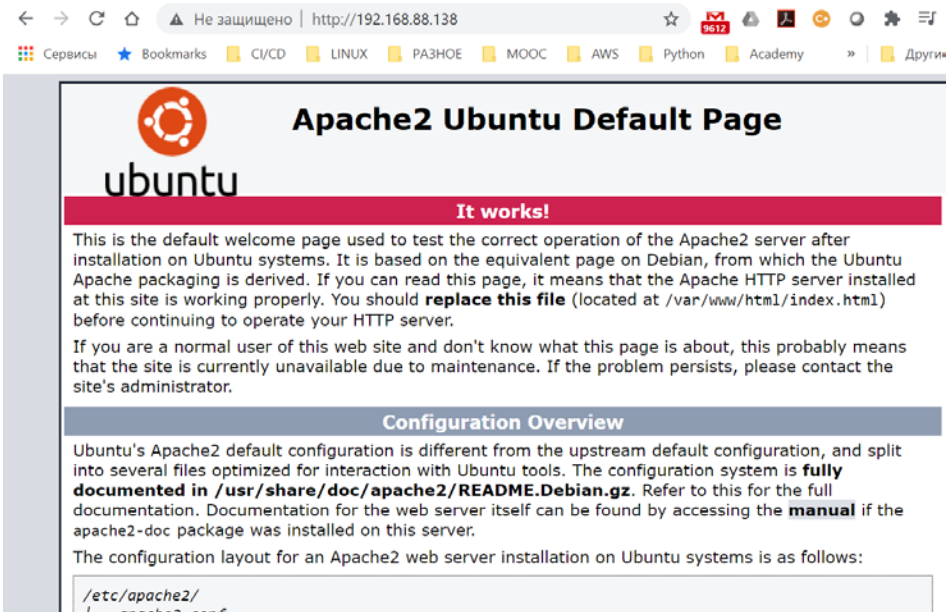 Не защищено | http://192.168.88.138
9612
Сервисы Bookmarks CI/CD LINUX РАЗНОЕ MOOC AWS Python Academy » Другие
Apache2 Ubuntu Default Page
ubuntu
It works!
This is the default welcome page used to test the correct operation of the Apache2 server after
installation on Ubuntu systems. It is based on the equivalent page on Debian, from which the Ubuntu
Apache packaging is derived. If you can read this page, it means that the Apache HTTP server installed
at this site is working properly. You should replace this file (located at /var/www/html/index.html)
before continuing to operate your HTTP server.
If you are a normal user of this web site and don't know what this page is about, this probably means
that the site is currently unavailable due to maintenance. If the problem persists, please contact the
site's administrator.
Configuration Overview
Ubuntu's Apache2 default configuration is different from the upstream default configuration, and split
into several files optimized for interaction with Ubuntu tools. The configuration system is fully
documented in /usr/share/doc/apache2/README.Debian.gz. Refer to this for the full
documentation. Documentation for the web server itself can be found by accessing the manual if the
apache2-doc package was installed on this server.
The configuration layout for an Apache2 web server installation on Ubuntu systems is as follows:
/etc/apache2/